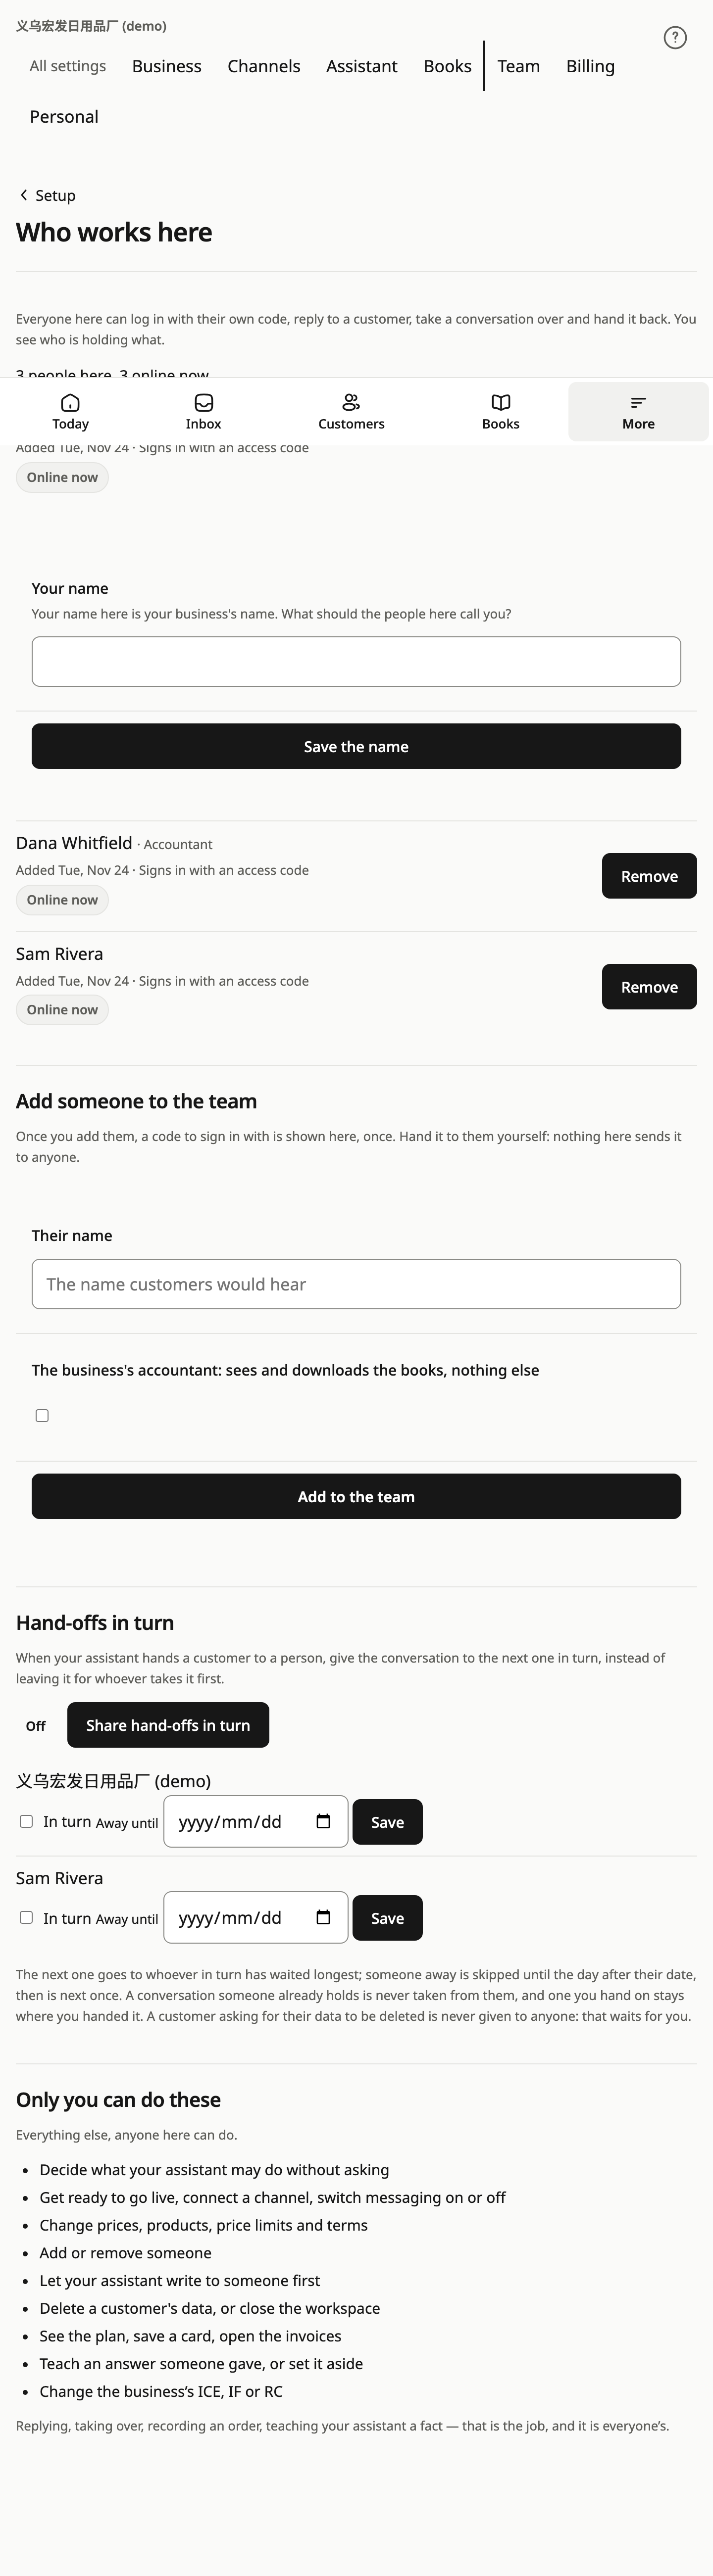 义乌宏发日用品厂 (demo)
All settings Business Channels Assistant Books Team Billing
Personal
Setup
Who works here
Everyone here can log in with their own code, reply to a customer, take a conversation over and hand it back. You
see who is holding what.
3 people here, 3 online now
Today Inbox Customers Books More
Added Tue, Nov 24 · Signs in with an access code
Online now
Your name
Your name here is your business's name. What should the people here call you?
Save the name
Dana Whitfield · Accountant
Added Tue, Nov 24 · Signs in with an access code
Remove
Online now
Sam Rivera
Added Tue, Nov 24 · Signs in with an access code
Remove
Online now
Add someone to the team
Once you add them, a code to sign in with is shown here, once. Hand it to them yourself: nothing here sends it
to anyone.
Their name
The name customers would hear
The business's accountant: sees and downloads the books, nothing else
Add to the team
Hand-offs in turn
When your assistant hands a customer to a person, give the conversation to the next one in turn, instead of
leaving it for whoever takes it first.
Off Share hand-offs in turn
义乌宏发日用品厂 (demo)
In turn Away until yyyy/mm/dd Save
Sam Rivera
In turn Away until yyyy/mm/dd Save
The next one goes to whoever in turn has waited longest; someone away is skipped until the day after their date,
then is next once. A conversation someone already holds is never taken from them, and one you hand on stays
where you handed it. A customer asking for their data to be deleted is never given to anyone: that waits for you.
Only you can do these
Everything else, anyone here can do.
• Decide what your assistant may do without asking
• Get ready to go live, connect a channel, switch messaging on or off
• Change prices, products, price limits and terms
• Add or remove someone
• Let your assistant write to someone first
• Delete a customer's data, or close the workspace
• See the plan, save a card, open the invoices
• Teach an answer someone gave, or set it aside
• Change the business’s ICE, IF or RC
Replying, taking over, recording an order, teaching your assistant a fact — that is the job, and it is everyone’s.